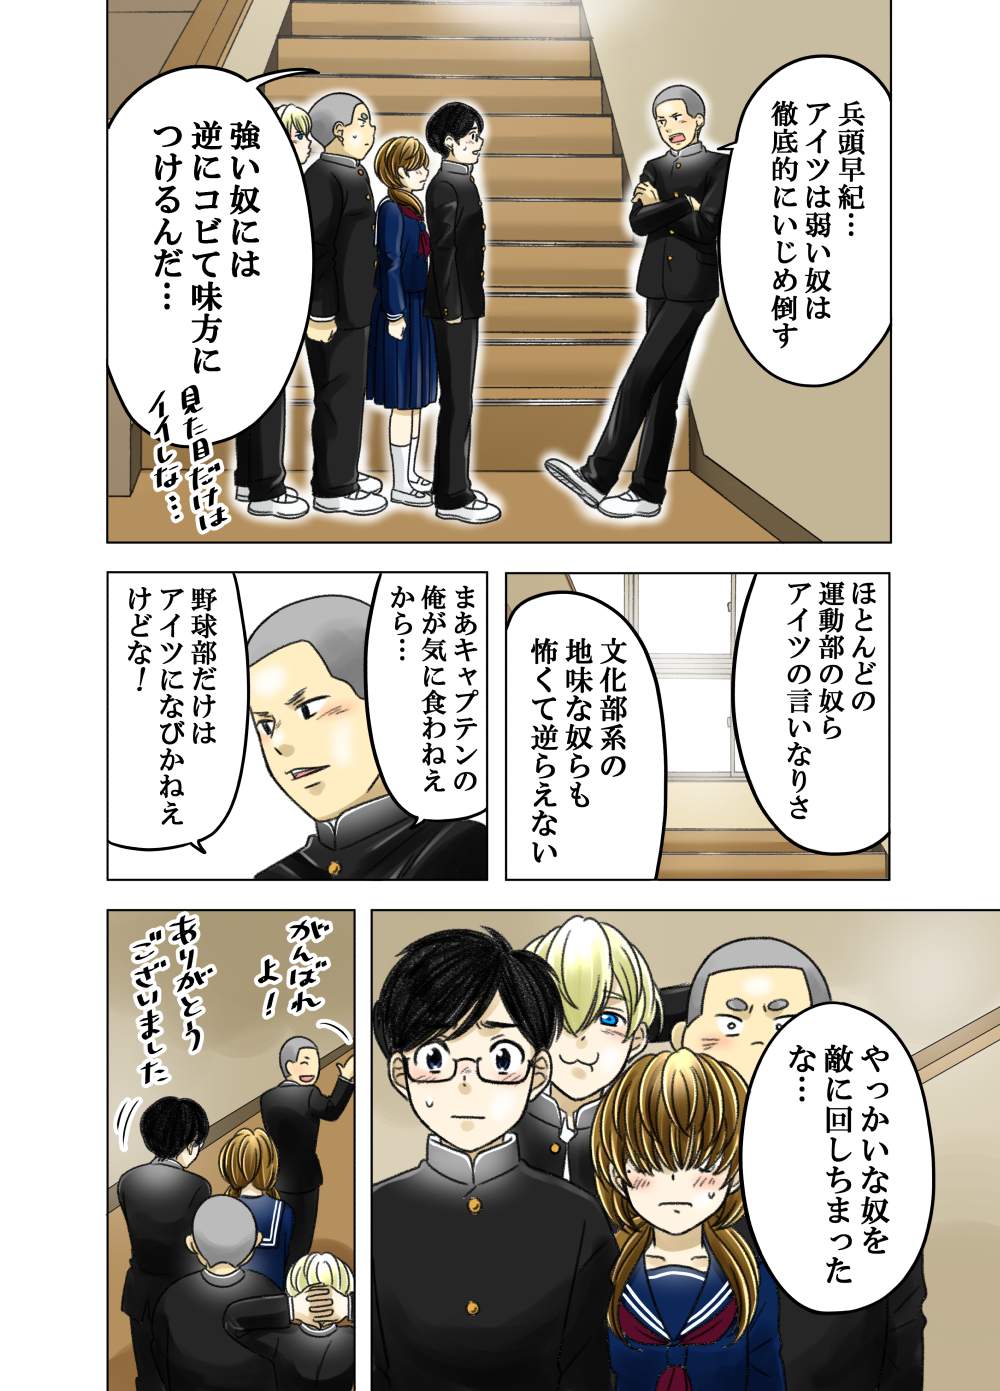 兵頭早紀…
アイツは弱い奴は
徹底的にいじめ倒す
強い奴には
逆にコビて味方に
つけるんだ…
見た目だけは
イイしな…
ほとんどの
運動部の奴ら
アイツの言いなりさ
文化部系の
地味な奴らも
怖くて逆らえない
まあキャプテンの
俺が気に食わねえ
から…
野球部だけは
アイツになびかねえ
けどな！
やっかいな奴を
敵に回しちまった
な…
がんばれ
よ！
ありがとう
ございました